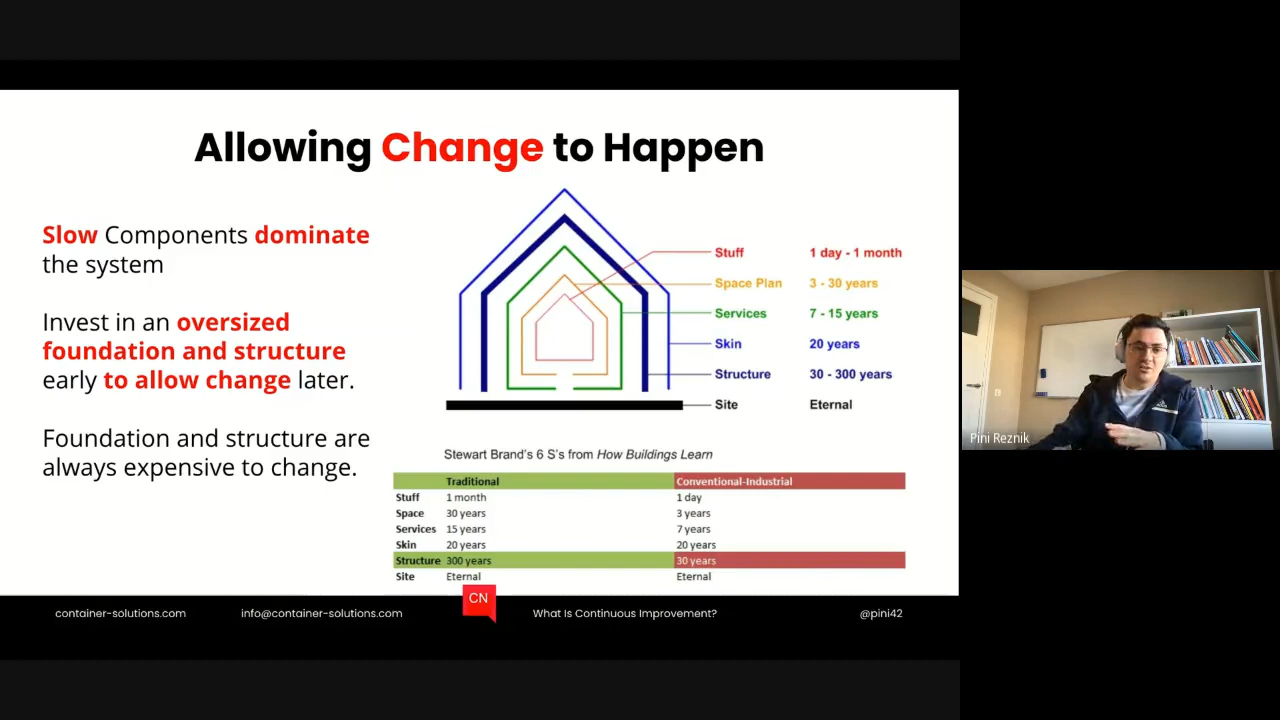 Allowing Change to Happen
Slow Components dominate
the system
Invest in an oversized
foundation and structure
early to allow change later.
Foundation and structure are
always expensive to change.
Stuff 1 day - 1 month
Space Plan 3 - 30 years
Services 7 - 15 years
Skin 20 years
Structure 30 - 300 years
Site Eternal
Stewart Brand's 6 S's from How Buildings Learn
Traditional Conventional-Industrial
Stuff 1 month 1 day
Space 30 years 3 years
Services 15 years 7 years
Skin 20 years 20 years
Structure 300 years 30 years
Site Eternal Eternal
container-solutions.com info@container-solutions.com CN What Is Continuous Improvement? @pini42
Pini Reznik